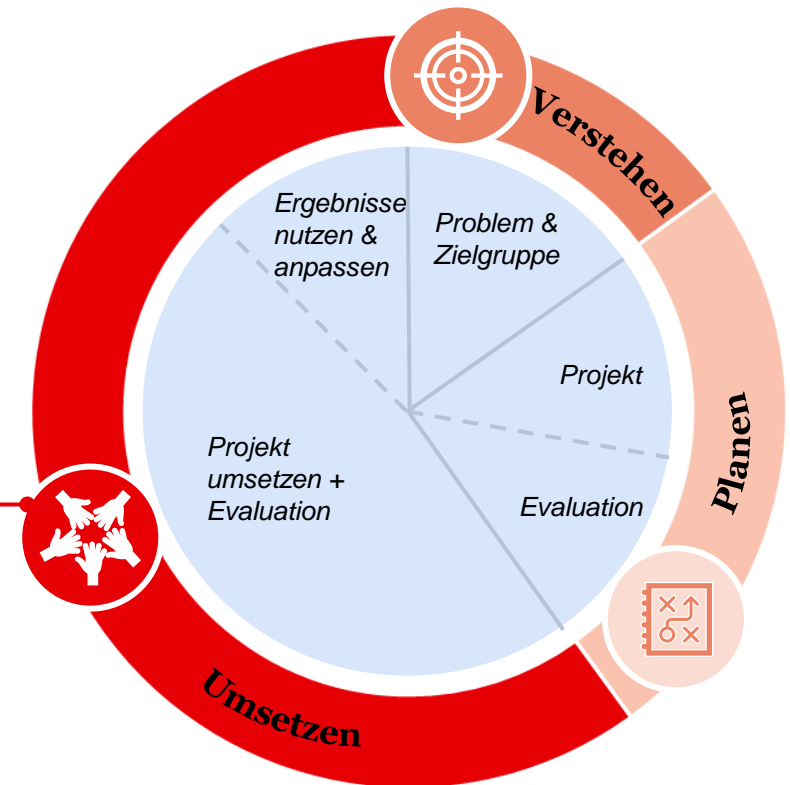 Verstehen
Planen
Umsetzen
Ergebnisse
nutzen &
anpassen
Problem &
Zielgruppe
Projekt
Evaluation
Projekt
umsetzen +
Evaluation